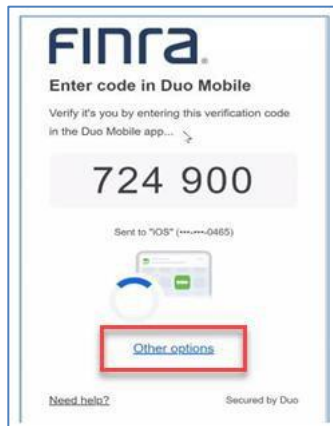 Finra.
Enter code in Duo Mobile
Verify it's you by entering this verification code
in the Duo Mobile app...
724 900
Sent to "iOS" (•••-•••-0465)
Other options
Need help? Secured by Duo